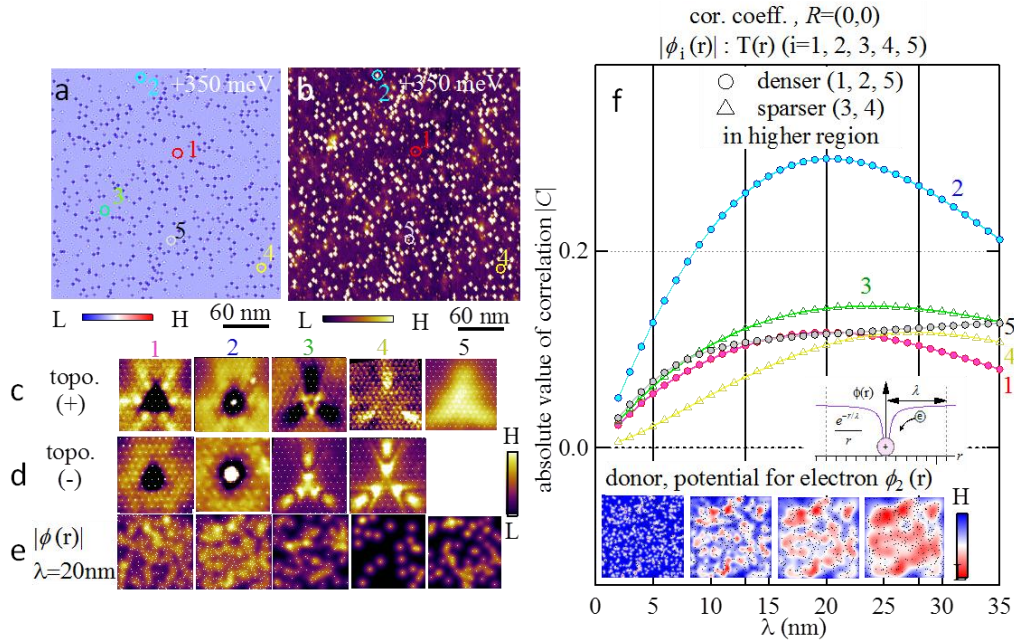 cor. coeff. , R=(0,0)
|ϕi (r)| : T(r) (i=1, 2, 3, 4, 5)
a
+350 meV
2
1
3
5
4
L H 60 nm
b
+350 meV
2
1
5
4
L H 60 nm
1 2 3 4 5
c topo. (+)
d topo. (-)
e |ϕ(r)| λ=20nm
H
L
f
denser (1, 2, 5)
sparser (3, 4)
in higher region
absolute value of correlation |C|
0.2
0.0
2
3
5
4
1
ϕ(r) λ
e^{-r/λ}
r
e
+
r
donor, potential for electron ϕ2 (r)
H
0 5 10 15 20 25 30 35
λ (nm)